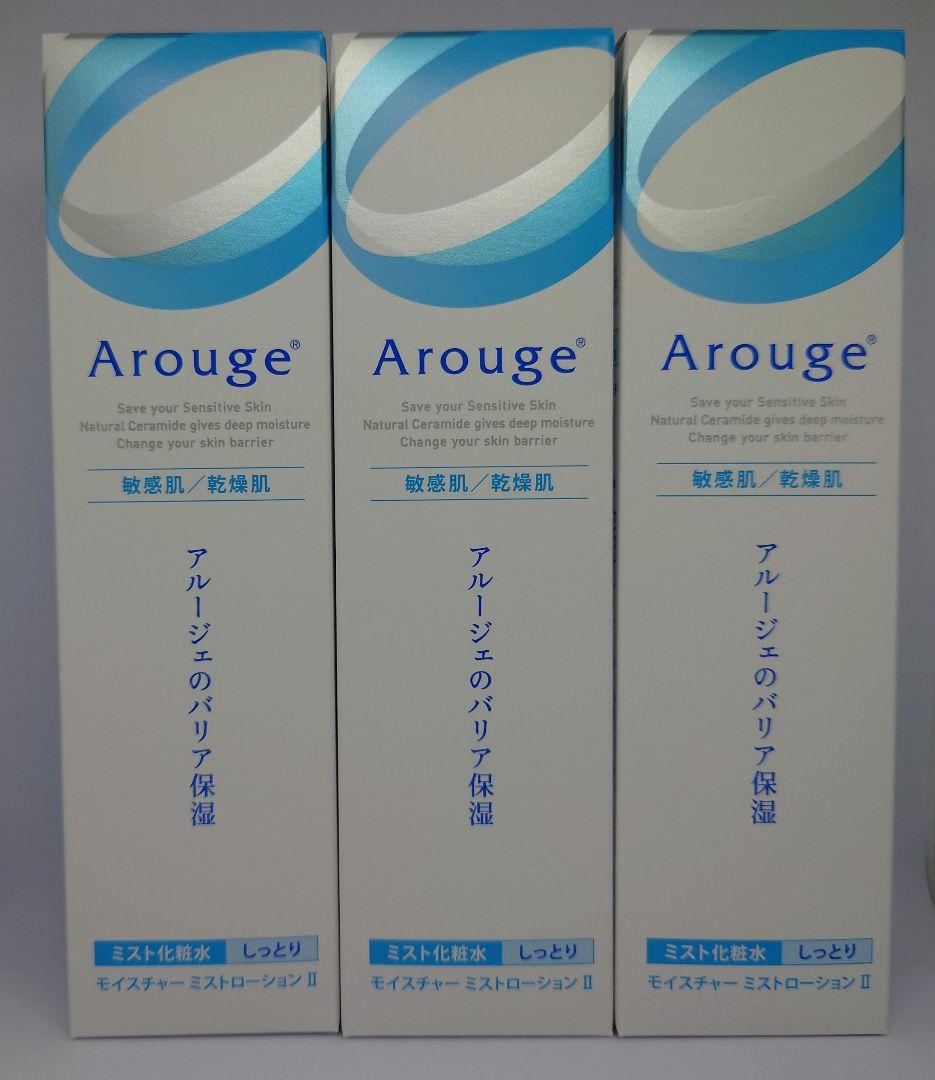 Arouge®
Save your Sensitive Skin
Natural Ceramide gives deep moisture
Change your skin barrier
敏感肌／乾燥肌
アルージェのバリア保湿
ミスト化粧水 しっとり
モイスチャー ミストローション II
Arouge®
Save your Sensitive Skin
Natural Ceramide gives deep moisture
Change your skin barrier
敏感肌／乾燥肌
アルージェのバリア保湿
ミスト化粧水 しっとり
モイスチャー ミストローション II
Arouge®
Save your Sensitive Skin
Natural Ceramide gives deep moisture
Change your skin barrier
敏感肌／乾燥肌
アルージェのバリア保湿
ミスト化粧水 しっとり
モイスチャー ミストローション II